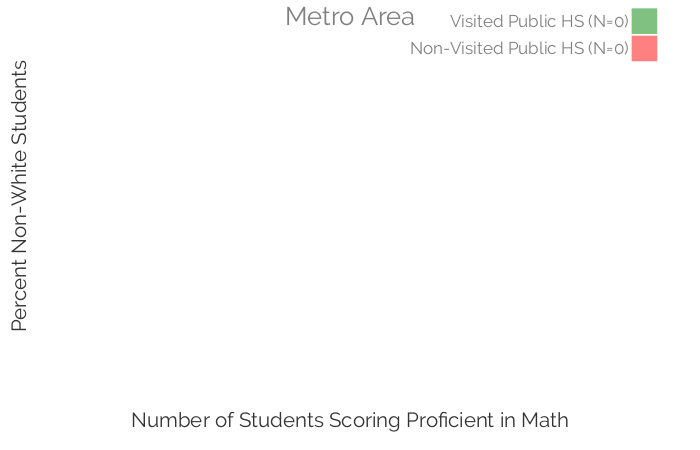 Metro Area
Visited Public HS (N=0)
Non-Visited Public HS (N=0)
Percent Non-White Students
Number of Students Scoring Proficient in Math